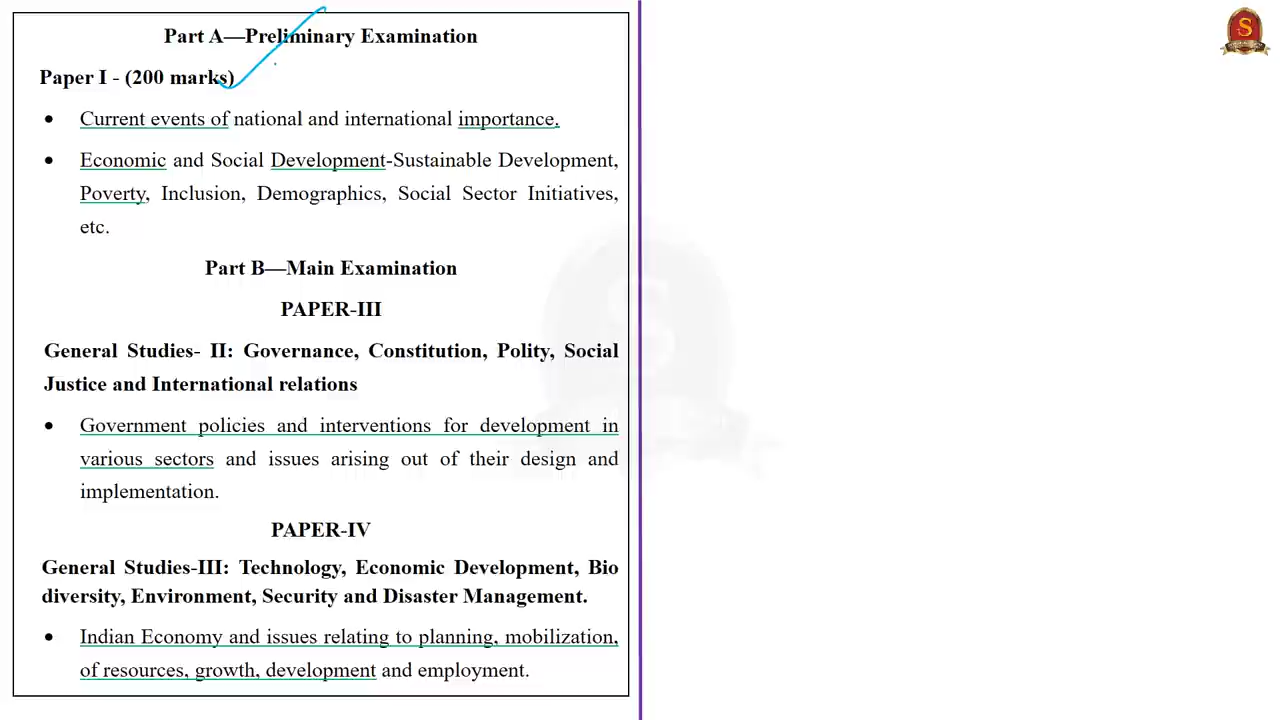 Part A—Preliminary Examination
Paper I - (200 marks)
• Current events of national and international importance.
• Economic and Social Development-Sustainable Development,
Poverty, Inclusion, Demographics, Social Sector Initiatives,
etc.
Part B—Main Examination
PAPER-III
General Studies- II: Governance, Constitution, Polity, Social
Justice and International relations
• Government policies and interventions for development in
various sectors and issues arising out of their design and
implementation.
PAPER-IV
General Studies-III: Technology, Economic Development, Bio
diversity, Environment, Security and Disaster Management.
• Indian Economy and issues relating to planning, mobilization,
of resources, growth, development and employment.
S